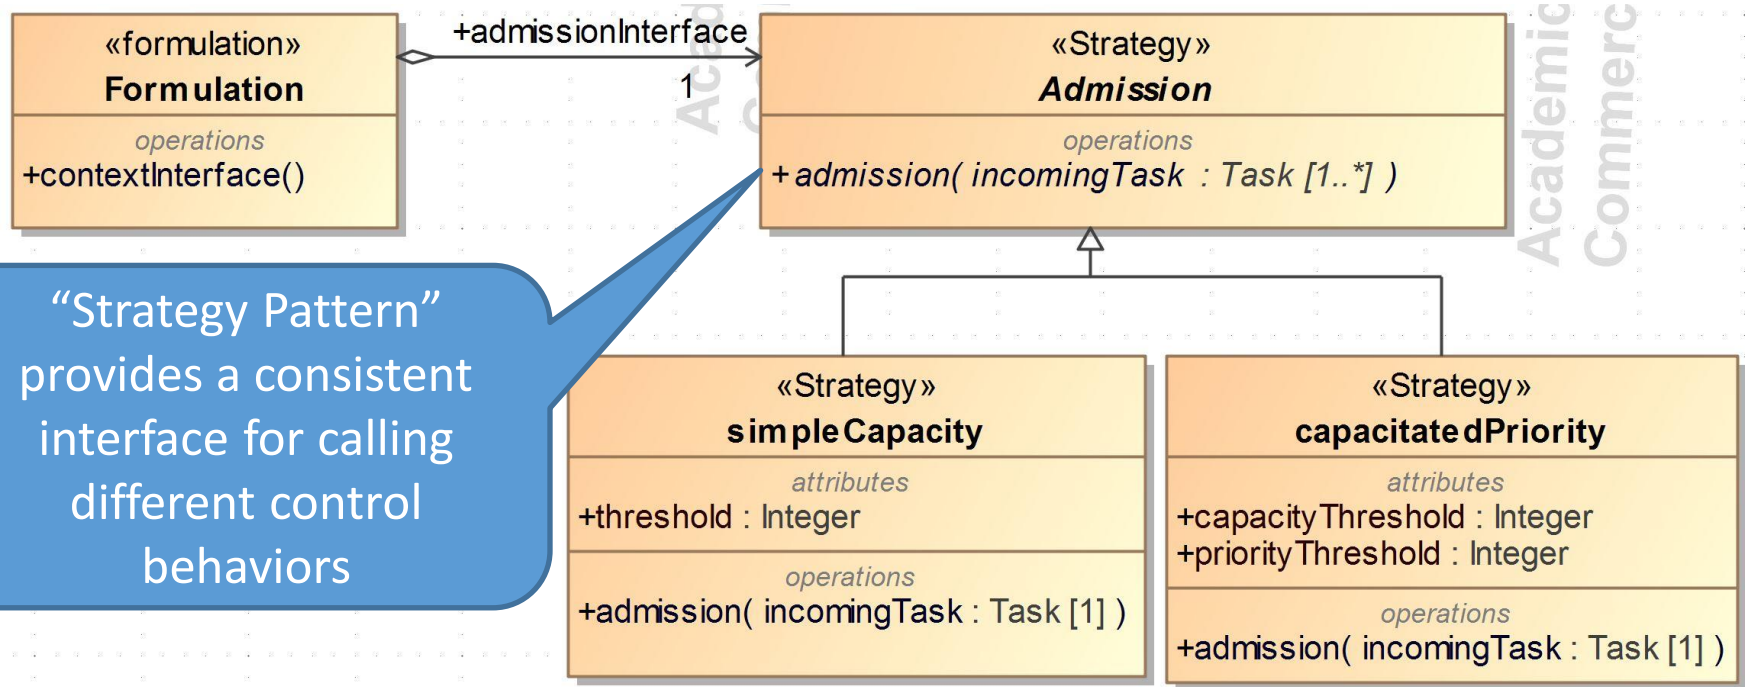 «formulation»
Formulation
operations
+contextInterface()
+admissionInterface
1
«Strategy»
Admission
operations
+ admission( incomingTask : Task [1..*] )
“Strategy Pattern”
provides a consistent
interface for calling
different control
behaviors
«Strategy»
simpleCapacity
attributes
+threshold : Integer
operations
+admission( incomingTask : Task [1] )
«Strategy»
capacitatedPriority
attributes
+capacityThreshold : Integer
+priorityThreshold : Integer
operations
+admission( incomingTask : Task [1] )
Academic
Commerc